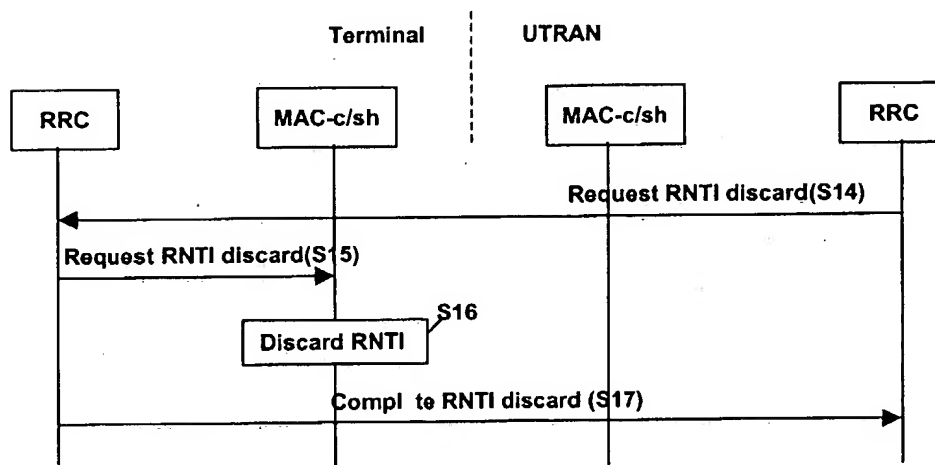 Terminal UTRAN
RRC MAC-c/sh MAC-c/sh RRC
Request RNTI discard(S14)
Request RNTI discard(S15)
S16
Discard RNTI
Compl te RNTI discard (S17)